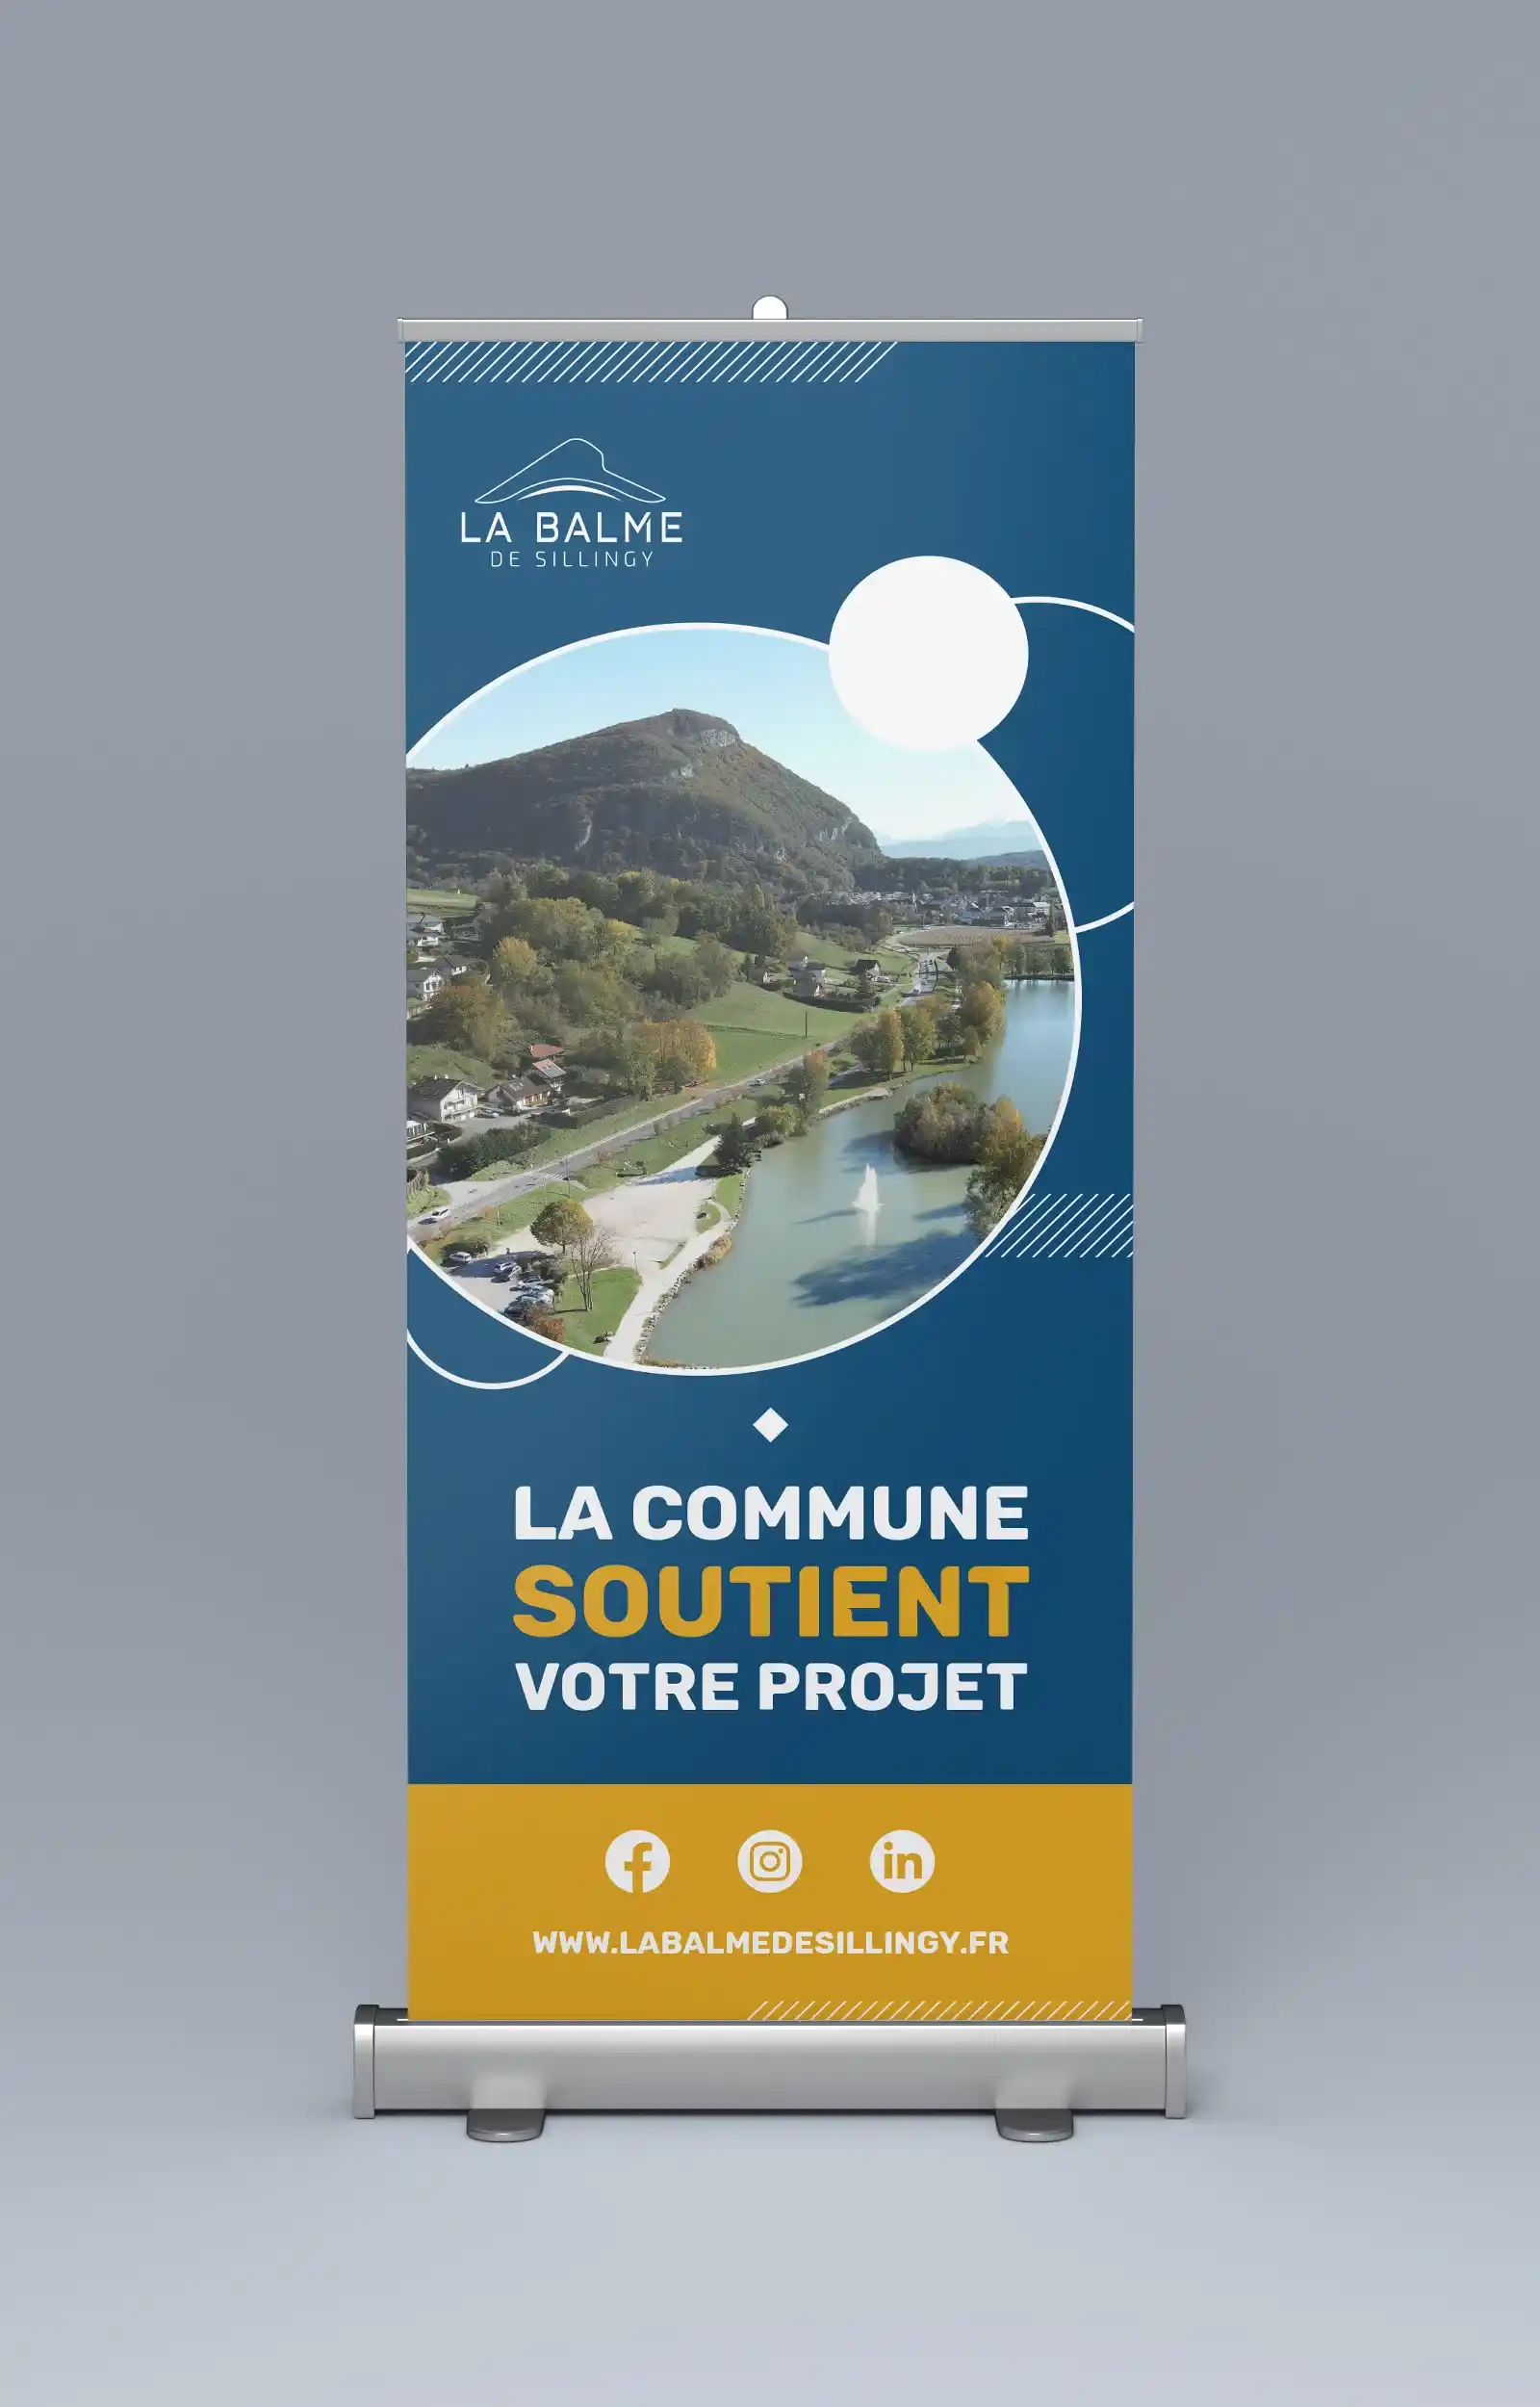 LA BALME
DE SILLINGY
LA COMMUNE
SOUTIENT
VOTRE PROJET
WWW.LABALMEDESILLINGY.FR